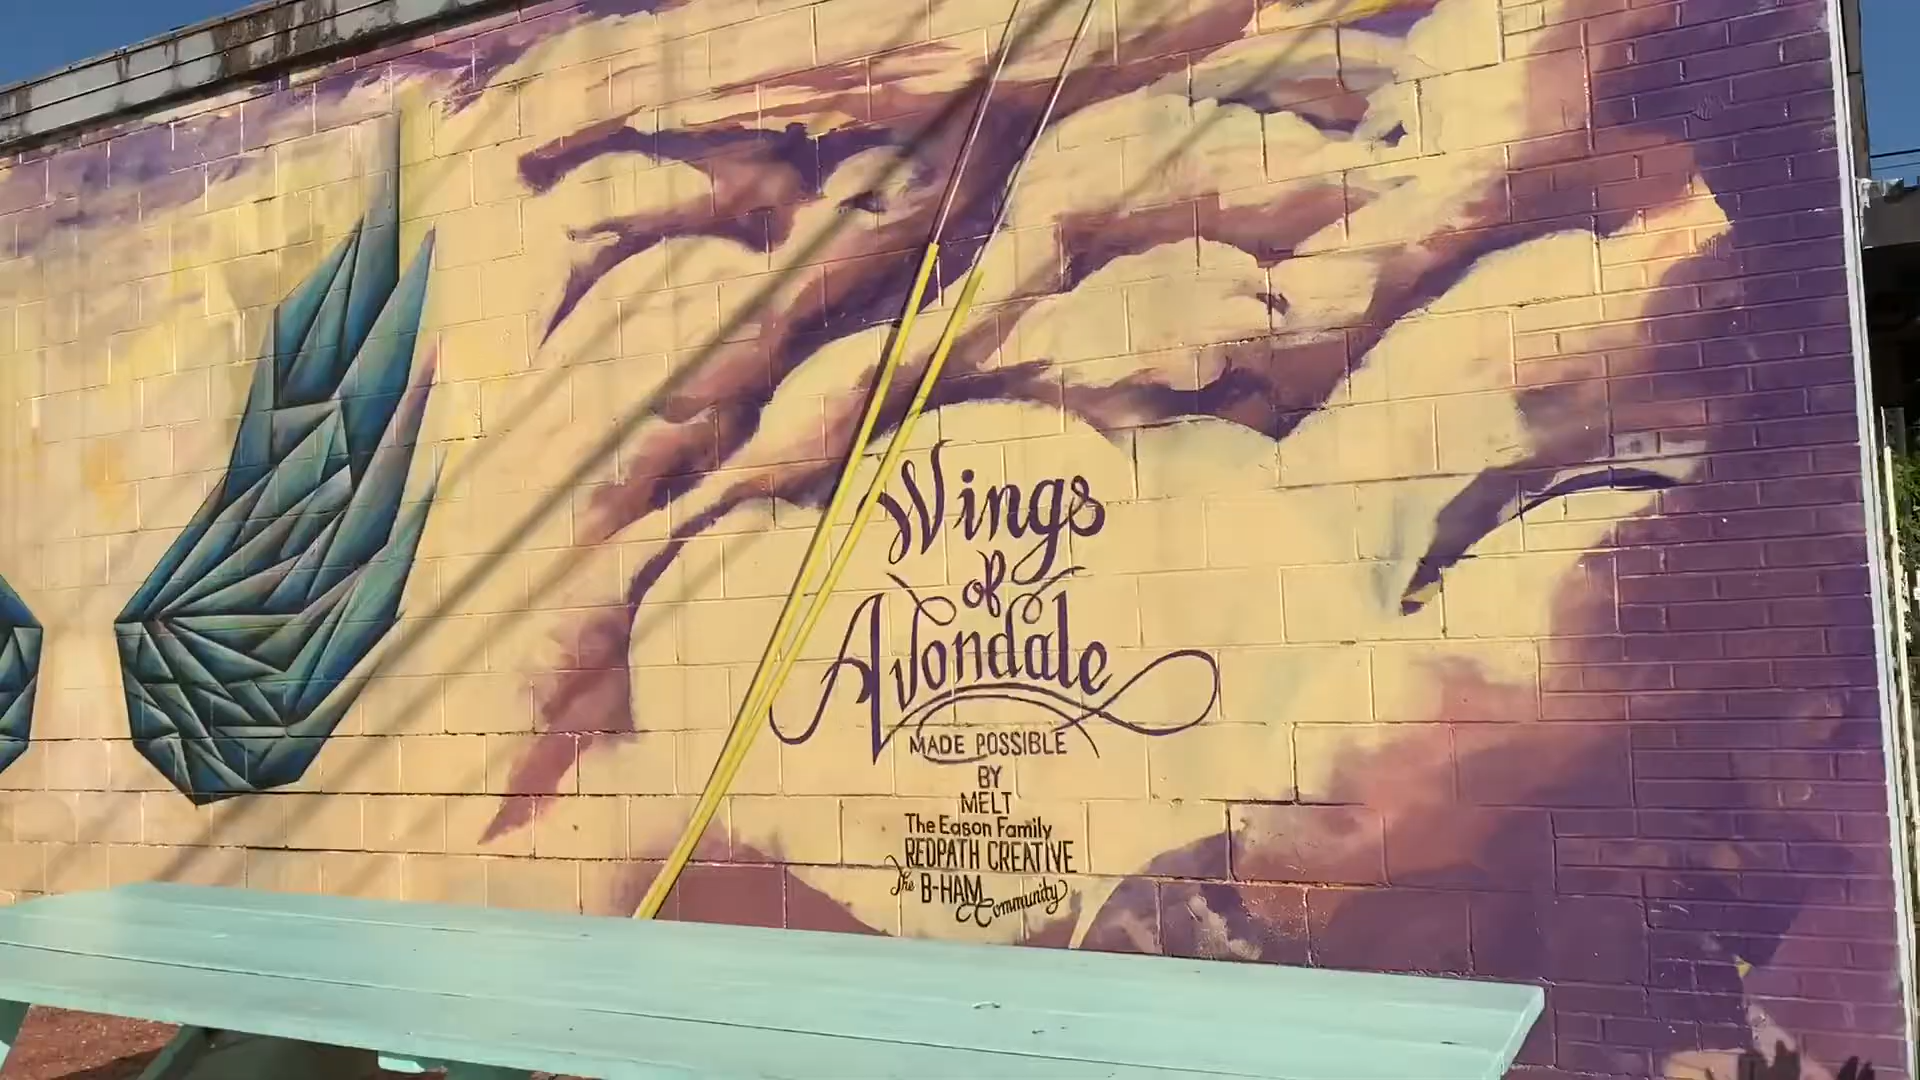 Wings
of
Avondale
MADE POSSIBLE
BY
MELT
The Eason Family
REDPATH CREATIVE
The B-HAM Community